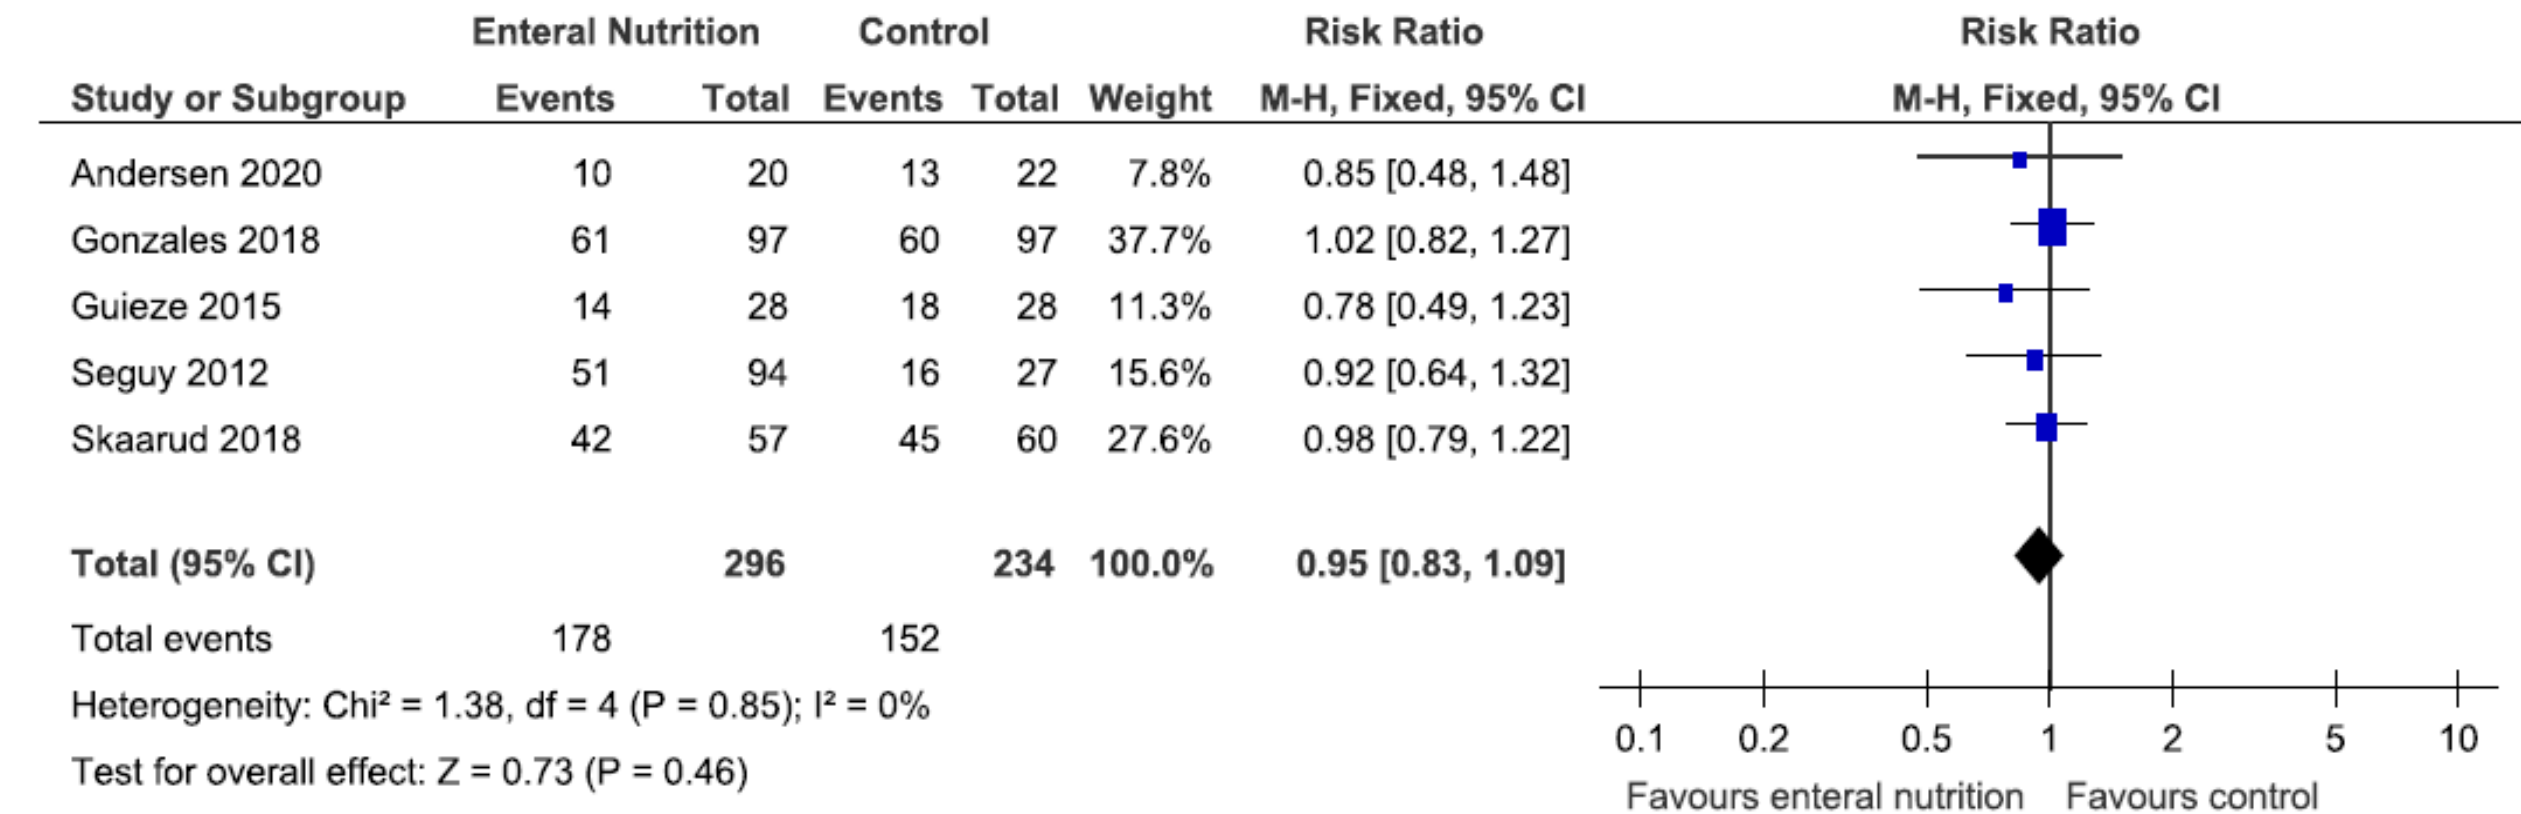 Enteral Nutrition Control Risk Ratio Risk Ratio
Study or Subgroup Events Total Events Total Weight M-H, Fixed, 95% CI M-H, Fixed, 95% CI
Andersen 2020 10 20 13 22 7.8% 0.85 [0.48, 1.48]
Gonzales 2018 61 97 60 97 37.7% 1.02 [0.82, 1.27]
Guieze 2015 14 28 18 28 11.3% 0.78 [0.49, 1.23]
Seguy 2012 51 94 16 27 15.6% 0.92 [0.64, 1.32]
Skaarud 2018 42 57 45 60 27.6% 0.98 [0.79, 1.22]
Total (95% CI) 296 234 100.0% 0.95 [0.83, 1.09]
Total events 178 152
Heterogeneity: Chi² = 1.38, df = 4 (P = 0.85); I² = 0%
Test for overall effect: Z = 0.73 (P = 0.46)
0.1 0.2 0.5 1 2 5 10
Favours enteral nutrition Favours control